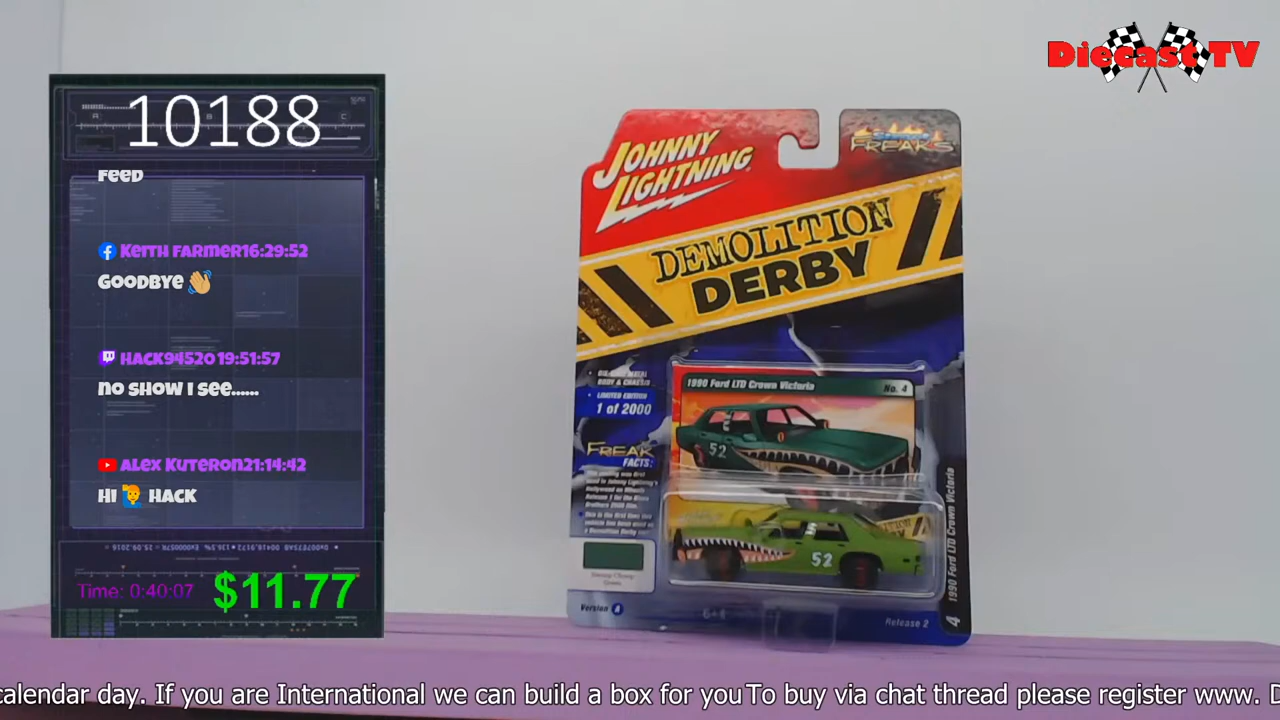 Diecast TV
10188
FEED
Keith Farmer16:29:52
Goodbye 👋
Hack94520 19:51:57
no show I see......
Alex Kuteron21:14:42
Hi 🙋 Hack
Time: 0:40:07
$11.77
JOHNNY
LIGHTNING
FREAKS
DEMOLITION
DERBY
BODY & CHASSIS
LIMITED EDITION
1 of 2000
FREAK
FACTS:
1990 Ford LTD Crown Victoria
No. 4
52
52
Version A
Release 2
4 1990 Ford LTD Crown Victoria
calendar day. If you are International we can build a box for you To buy via chat thread please register www. D